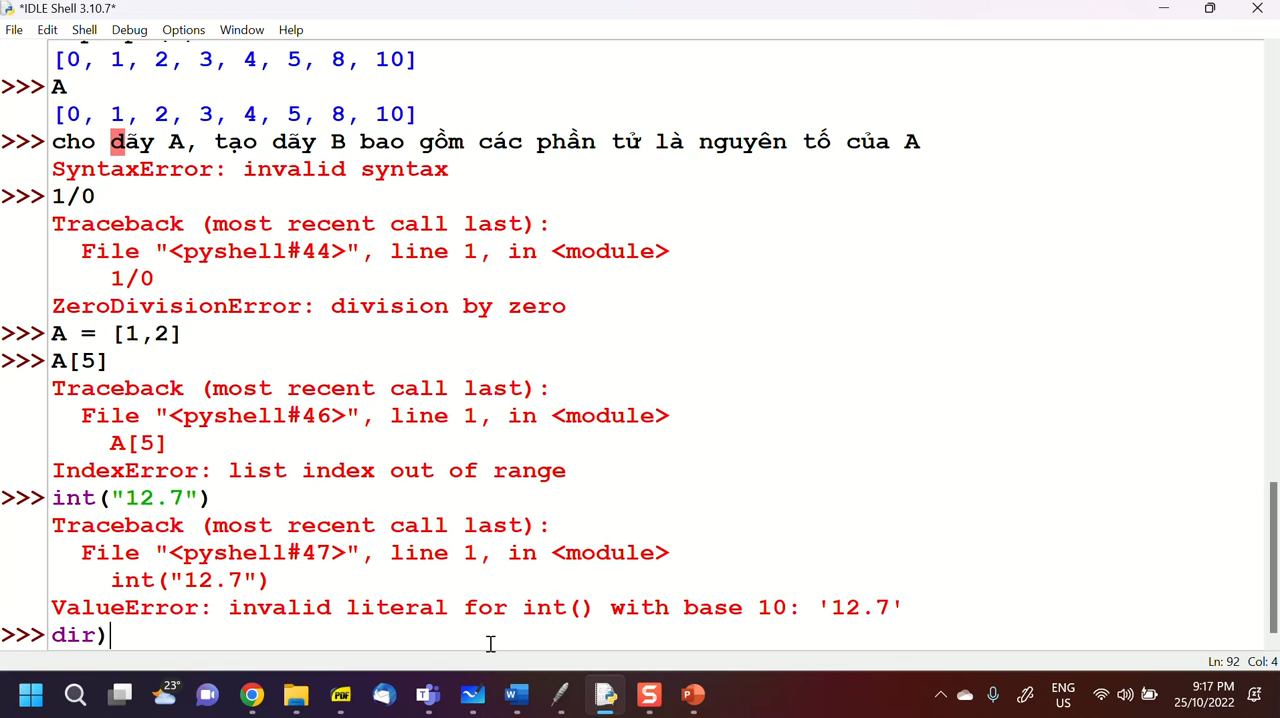 *IDLE Shell 3.10.7*
File Edit Shell Debug Options Window Help
[0, 1, 2, 3, 4, 5, 8, 10]
>>> A
[0, 1, 2, 3, 4, 5, 8, 10]
>>> cho dãy A, tạo dãy B bao gồm các phần tử là nguyên tố của A
SyntaxError: invalid syntax
>>> 1/0
Traceback (most recent call last):
File "<pyshell#44>", line 1, in <module>
1/0
ZeroDivisionError: division by zero
>>> A = [1,2]
>>> A[5]
Traceback (most recent call last):
File "<pyshell#46>", line 1, in <module>
A[5]
IndexError: list index out of range
>>> int("12.7")
Traceback (most recent call last):
File "<pyshell#47>", line 1, in <module>
int("12.7")
ValueError: invalid literal for int() with base 10: '12.7'
>>> dir)
Ln: 92 Col: 4
23°
PDF
ENG
US
9:17 PM
25/10/2022